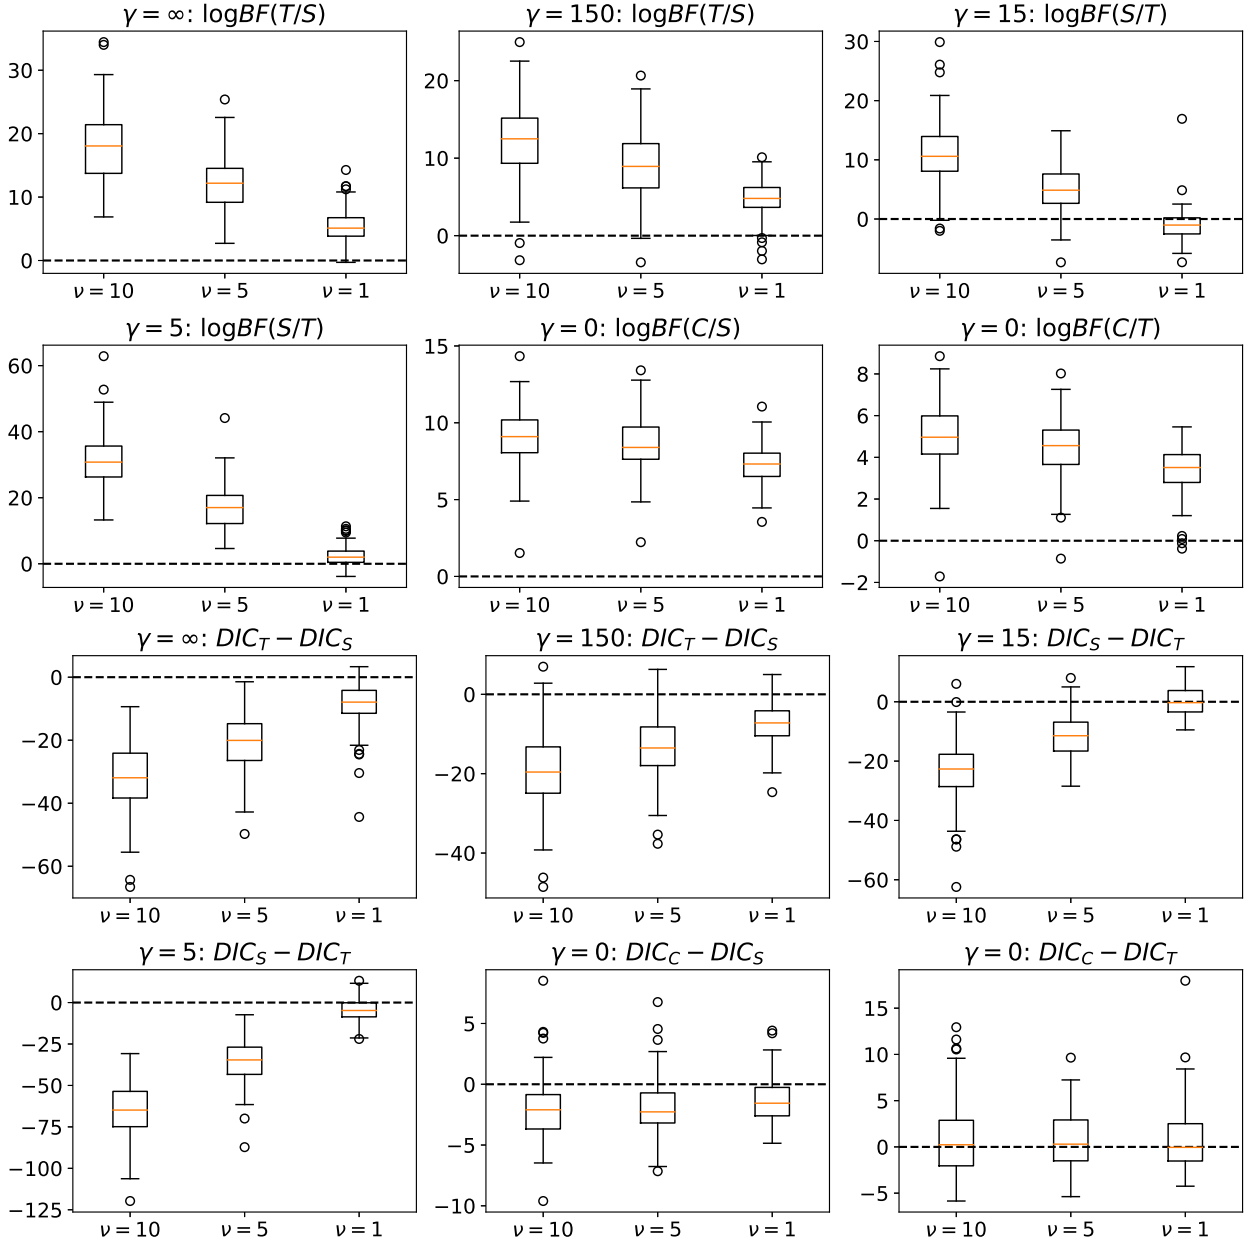 γ = ∞: logBF(T/S)
30
20
10
0
ν = 10 ν = 5 ν = 1
γ = 150: logBF(T/S)
20
10
0
ν = 10 ν = 5 ν = 1
γ = 15: logBF(S/T)
30
20
10
0
ν = 10 ν = 5 ν = 1
γ = 5: logBF(S/T)
60
40
20
0
ν = 10 ν = 5 ν = 1
γ = 0: logBF(C/S)
15
10
5
0
ν = 10 ν = 5 ν = 1
γ = 0: logBF(C/T)
8
6
4
2
0
−2
ν = 10 ν = 5 ν = 1
γ = ∞: DIC_T − DIC_S
0
−20
−40
−60
ν = 10 ν = 5 ν = 1
γ = 150: DIC_T − DIC_S
0
−20
−40
ν = 10 ν = 5 ν = 1
γ = 15: DIC_S − DIC_T
0
−20
−40
−60
ν = 10 ν = 5 ν = 1
γ = 5: DIC_S − DIC_T
0
−25
−50
−75
−100
−125
ν = 10 ν = 5 ν = 1
γ = 0: DIC_C − DIC_S
5
0
−5
−10
ν = 10 ν = 5 ν = 1
γ = 0: DIC_C − DIC_T
15
10
5
0
−5
ν = 10 ν = 5 ν = 1